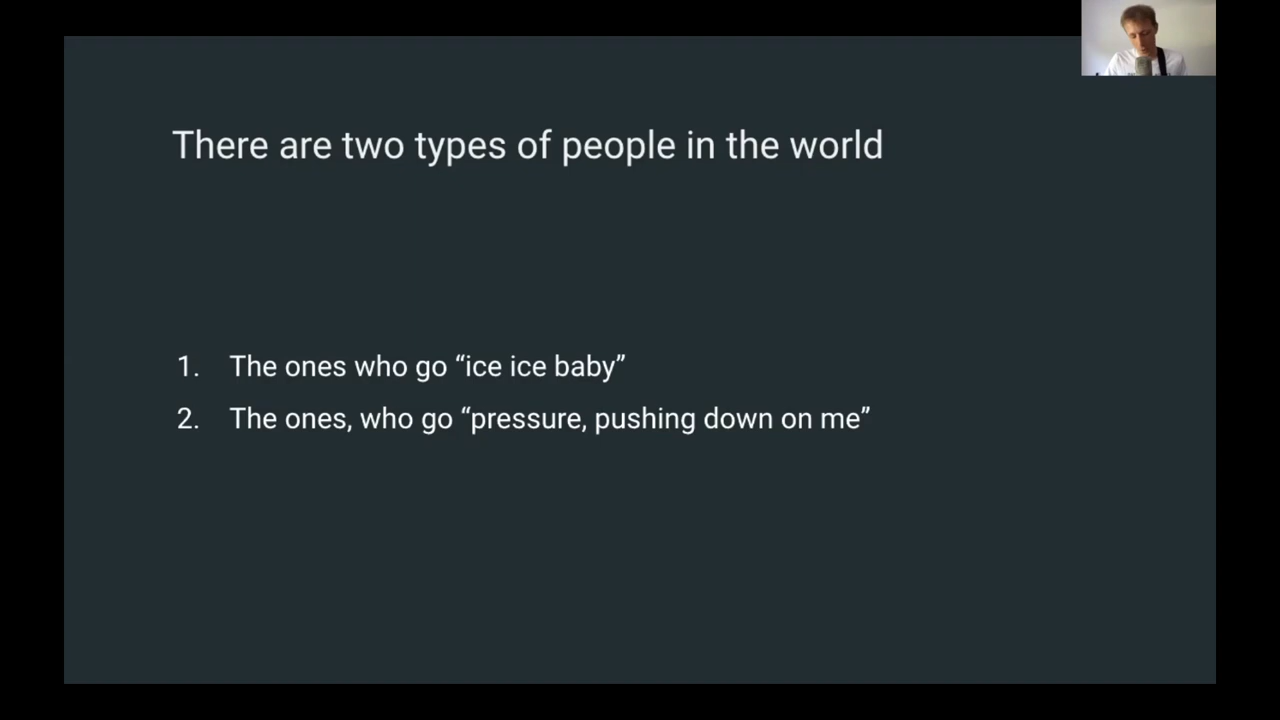 There are two types of people in the world
1. The ones who go “ice ice baby”
2. The ones, who go “pressure, pushing down on me”